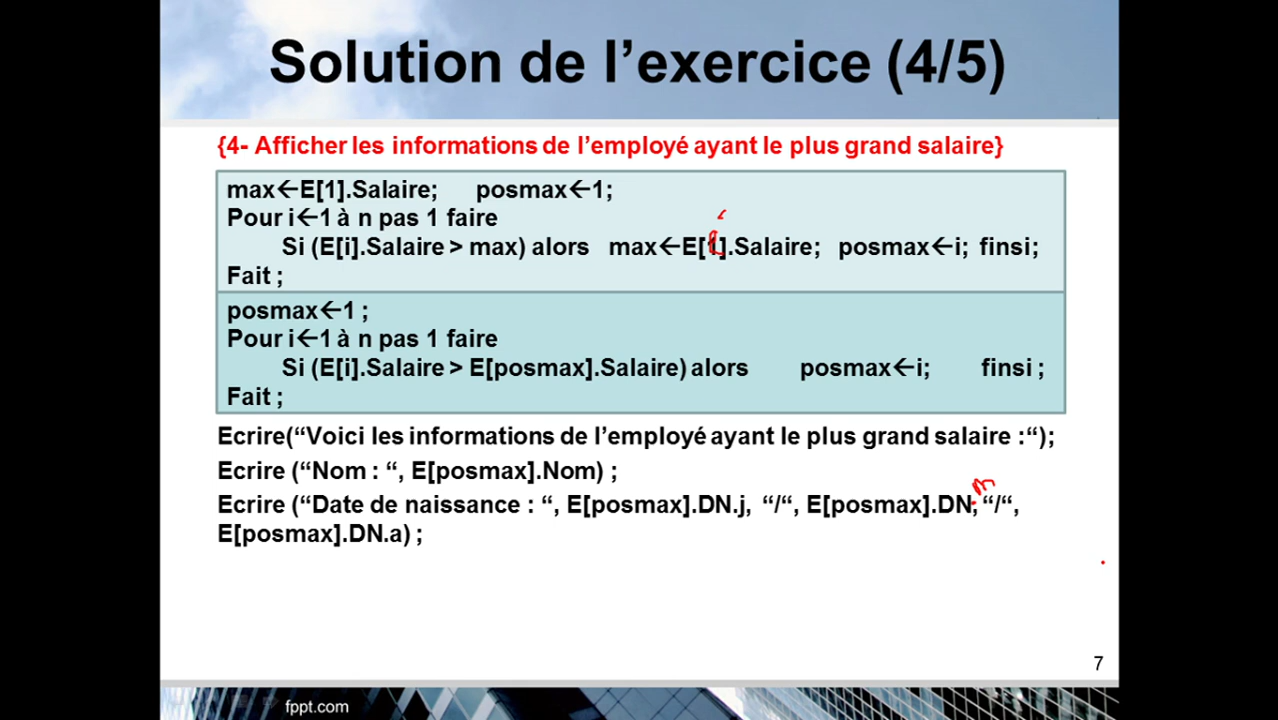 Solution de l’exercice (4/5)
{4- Afficher les informations de l’employé ayant le plus grand salaire}
max←E[1].Salaire; posmax←1;
Pour i←1 à n pas 1 faire
Si (E[i].Salaire > max) alors max←E[1].Salaire; posmax←i; finsi;
Fait ;
posmax←1 ;
Pour i←1 à n pas 1 faire
Si (E[i].Salaire > E[posmax].Salaire) alors posmax←i; finsi ;
Fait ;
Ecrire(“Voici les informations de l’employé ayant le plus grand salaire :“);
Ecrire (“Nom : “, E[posmax].Nom) ;
m
Ecrire (“Date de naissance : “, E[posmax].DN.j, “/“, E[posmax].DN, “/“,
E[posmax].DN.a) ;
7
fppt.com